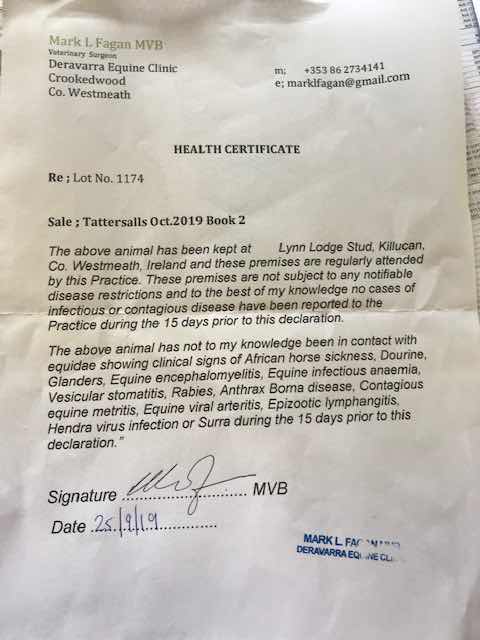 Mark L Fagan MVB
Veterinary Surgeon
Deravarra Equine Clinic
Crookedwood
Co. Westmeath
m; +353 86 2734141
e; marklfagan@gmail.com
HEALTH CERTIFICATE
Re ; Lot No. 1174
Sale ; Tattersalls Oct.2019 Book 2
The above animal has been kept at Lynn Lodge Stud, Killucan,
Co. Westmeath, Ireland and these premises are regularly attended
by this Practice. These premises are not subject to any notifiable
disease restrictions and to the best of my knowledge no cases of
infectious or contagious disease have been reported to the
Practice during the 15 days prior to this declaration.
The above animal has not to my knowledge been in contact with
equidae showing clinical signs of African horse sickness, Dourine,
Glanders, Equine encephalomyelitis, Equine infectious anaemia,
Vesicular stomatitis, Rabies, Anthrax Borna disease, Contagious
equine metritis, Equine viral arteritis, Epizootic lymphangitis,
Hendra virus infection or Surra during the 15 days prior to this
declaration.”
Signature ........................ MVB
Date 25/9/19
MARK L
DERAVARRA